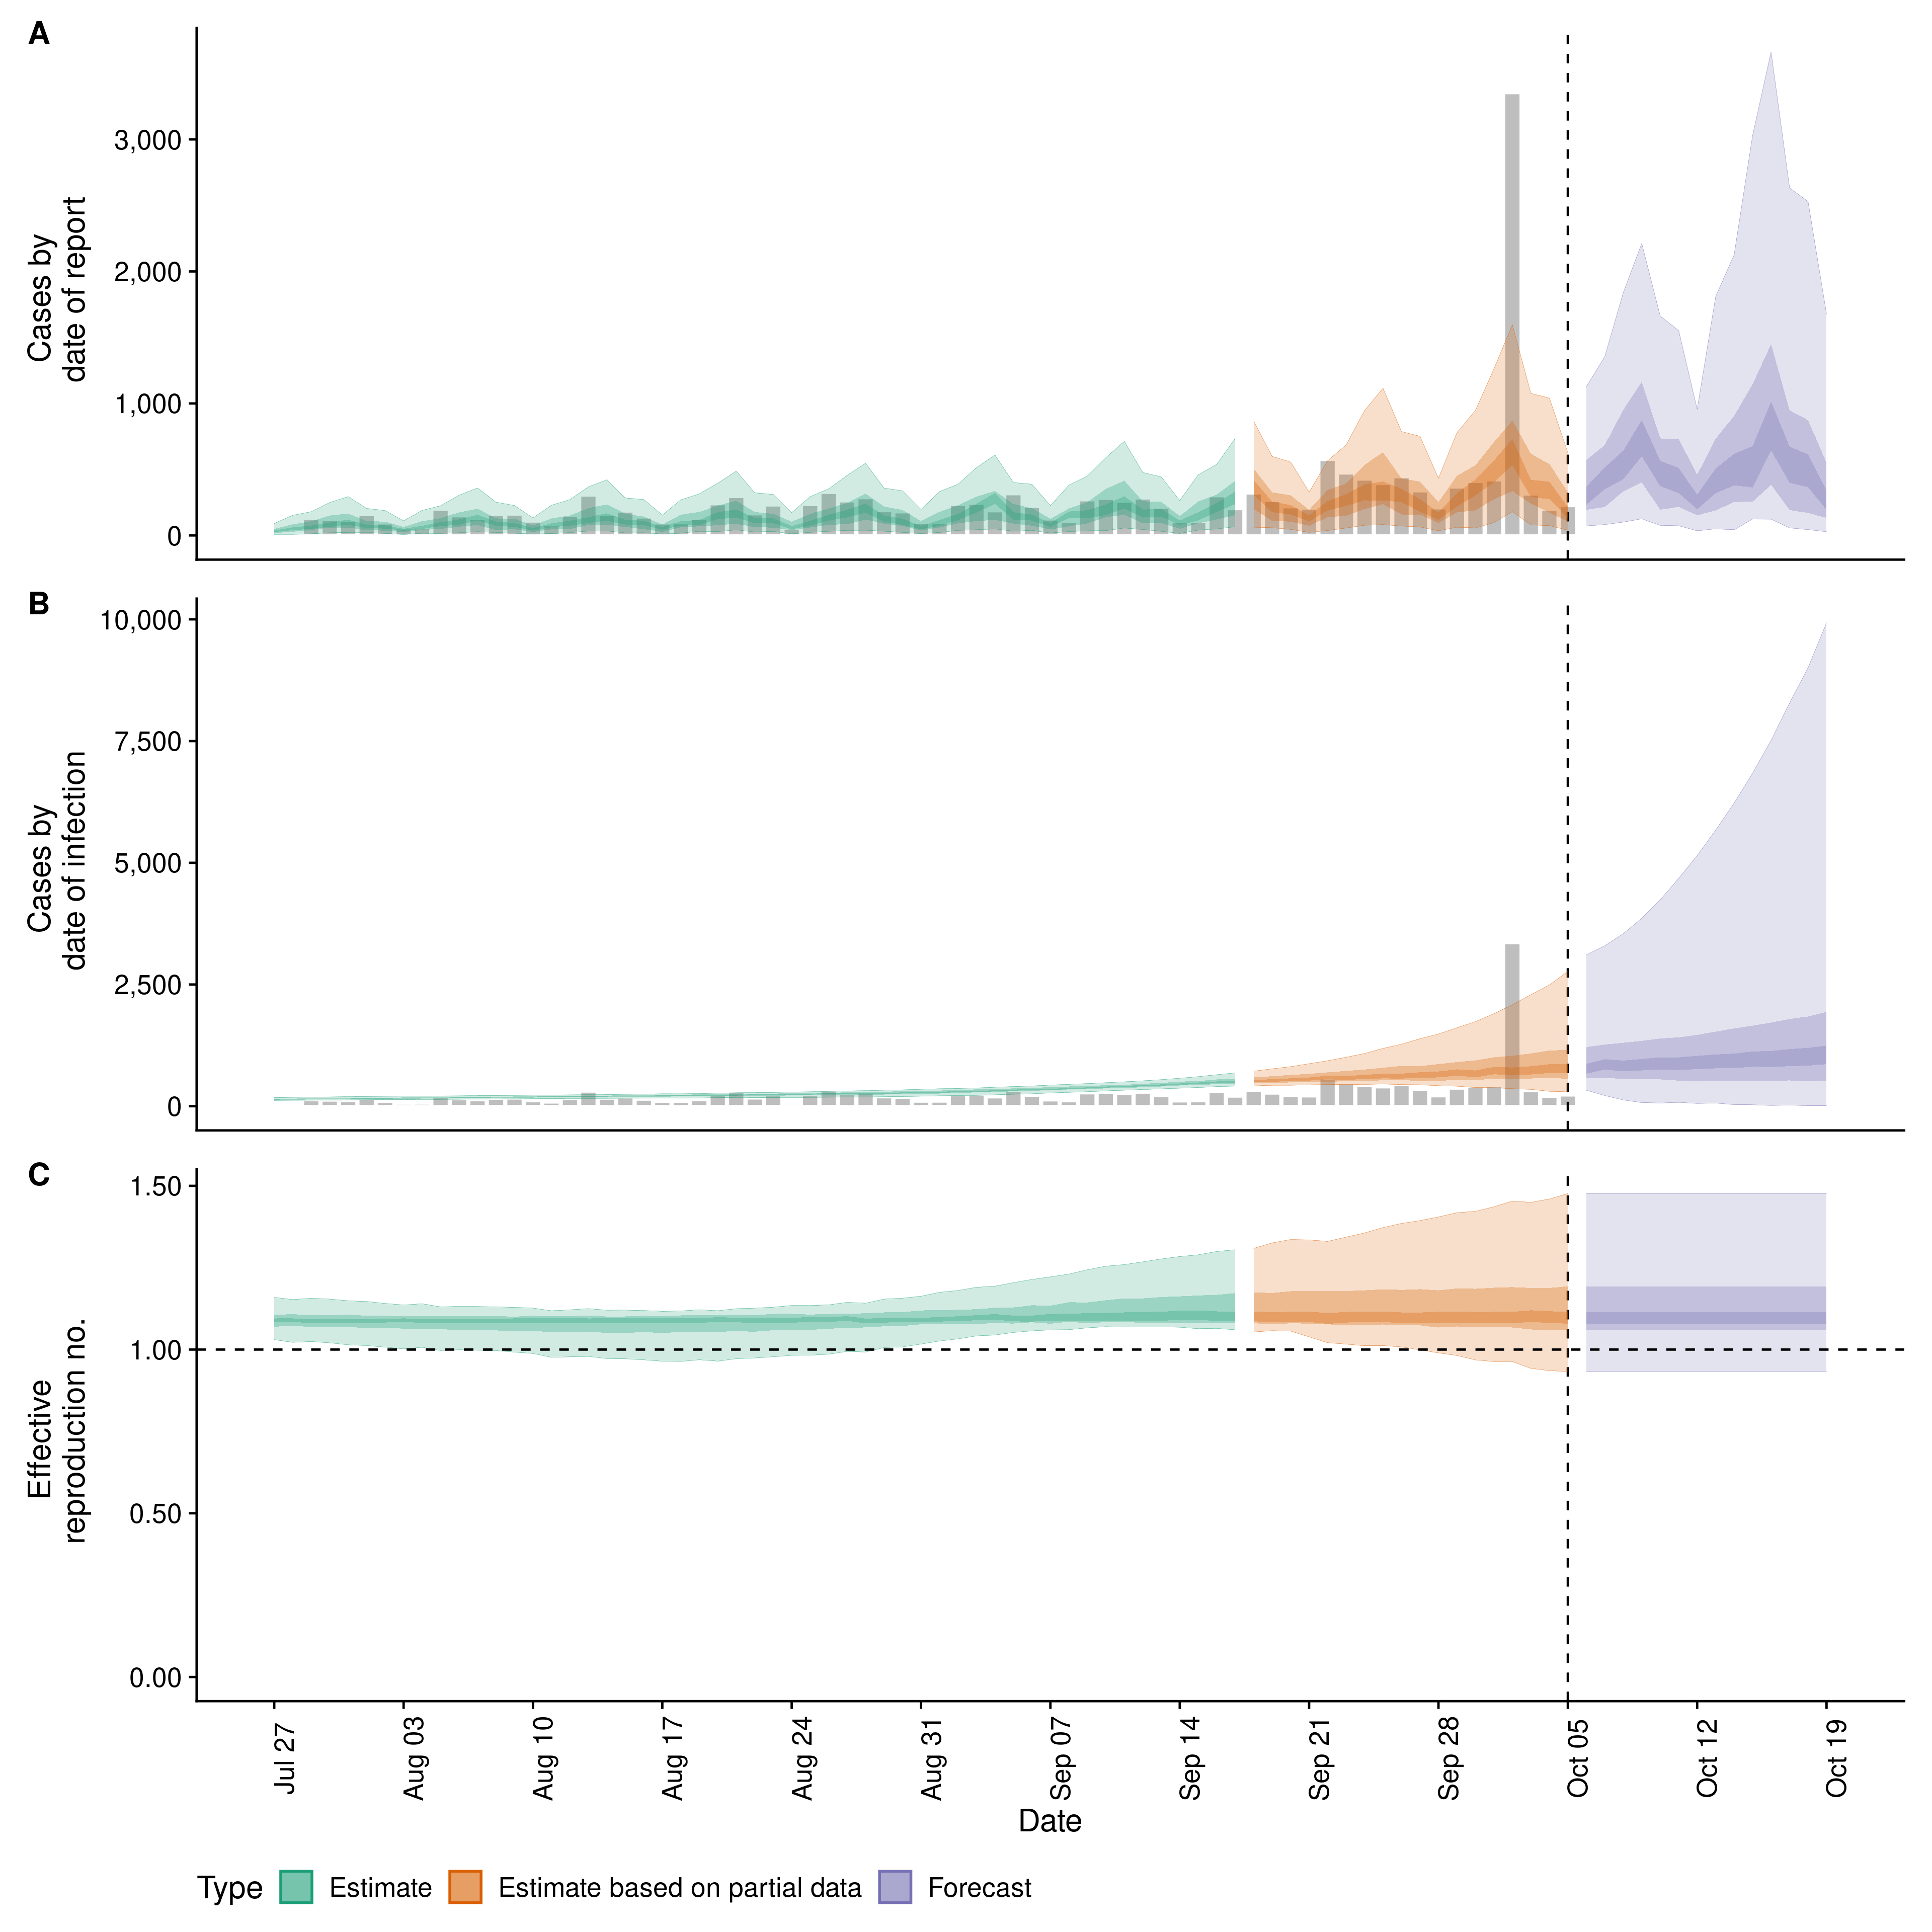 A
Cases by
date of report
3,000
2,000
1,000
0
B
Cases by
date of infection
10,000
7,500
5,000
2,500
0
C
Effective
reproduction no.
1.50
1.00
0.50
0.00
Jul 27
Aug 03
Aug 10
Aug 17
Aug 24
Aug 31
Sep 07
Sep 14
Sep 21
Sep 28
Oct 05
Oct 12
Oct 19
Date
Type Estimate Estimate based on partial data Forecast